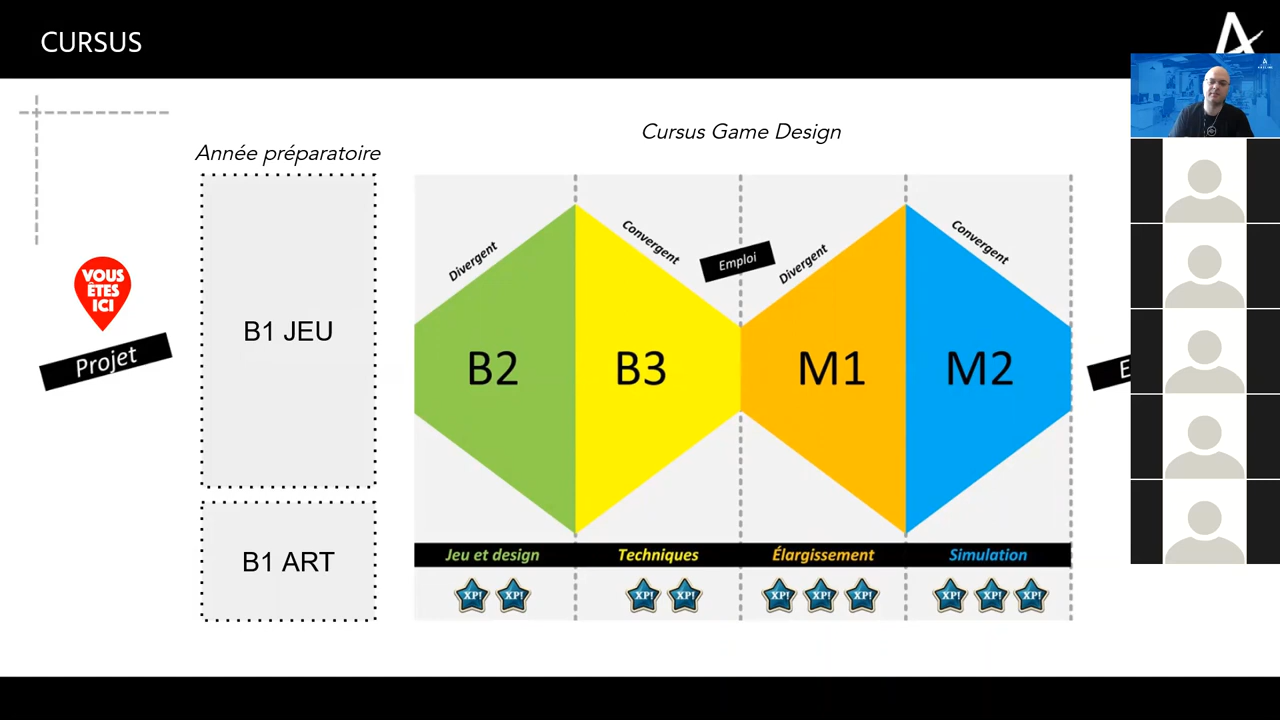 CURSUS
Cursus Game Design
Année préparatoire
VOUS
ÊTES
ICI
Projet
B1 JEU
B1 ART
Divergent
Convergent
Emploi
Divergent
Convergent
B2
B3
M1
M2
E
Jeu et design
Techniques
Élargissement
Simulation
XP! XP! XP! XP! XP! XP! XP! XP! XP! XP!